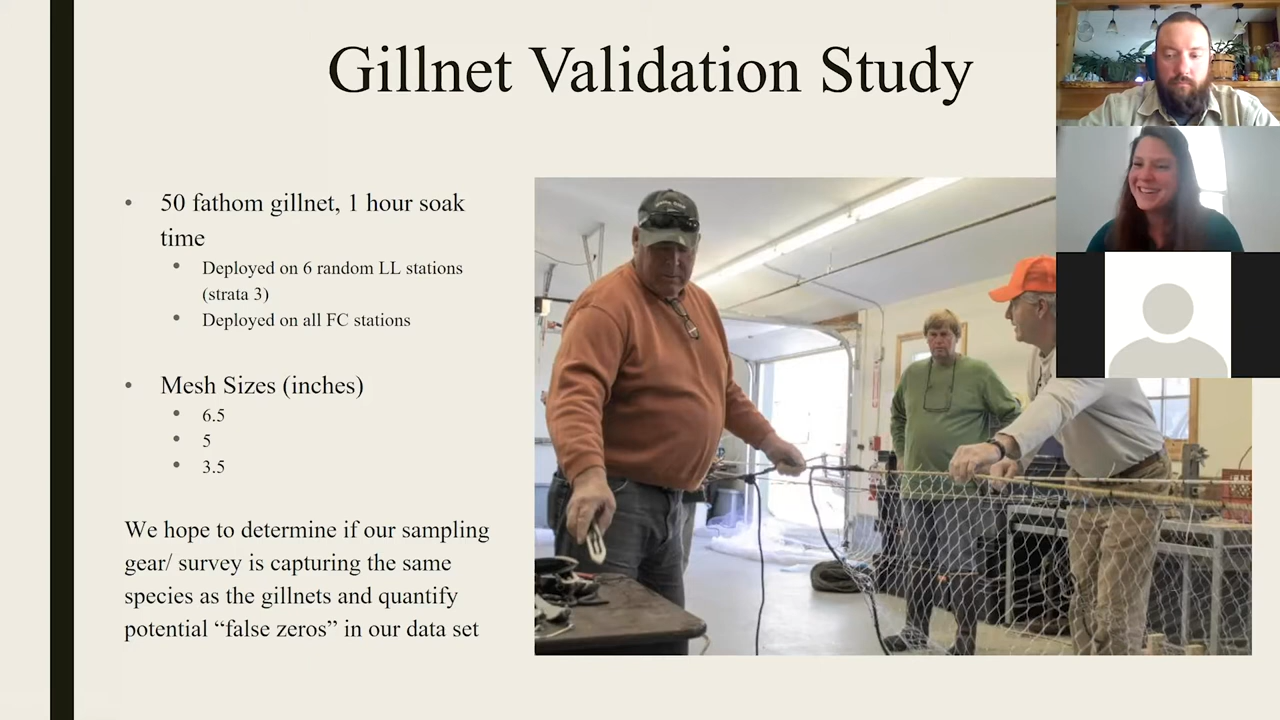 Gillnet Validation Study
• 50 fathom gillnet, 1 hour soak
time
• Deployed on 6 random LL stations
(strata 3)
• Deployed on all FC stations
• Mesh Sizes (inches)
• 6.5
• 5
• 3.5
We hope to determine if our sampling
gear/ survey is capturing the same
species as the gillnets and quantify
potential “false zeros” in our data set